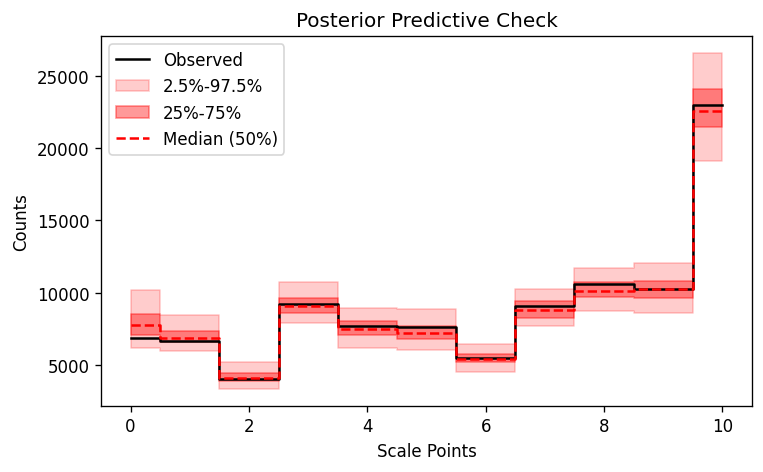 Posterior Predictive Check
Observed
2.5%-97.5%
25%-75%
Median (50%)
Counts
25000
20000
15000
10000
5000
0 2 4 6 8 10
Scale Points